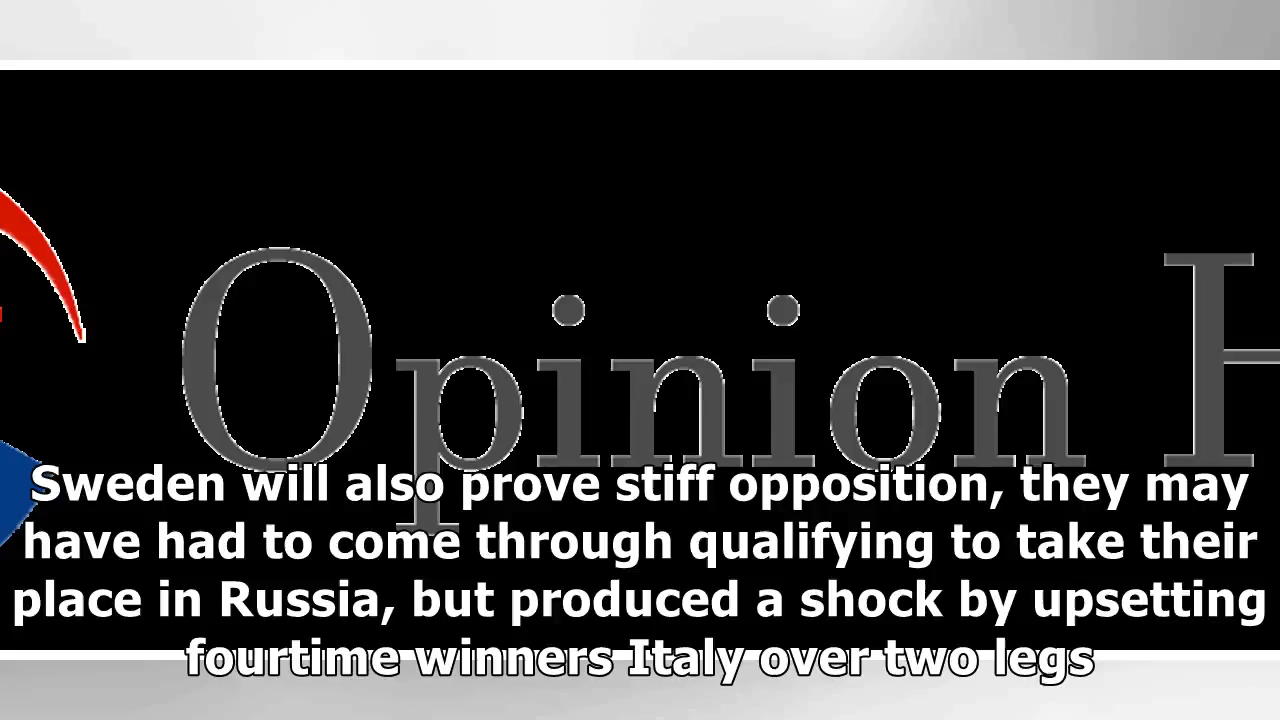 Opinion
Sweden will also prove stiff opposition, they may
have had to come through qualifying to take their
place in Russia, but produced a shock by upsetting
fourtime winners Italy over two legs